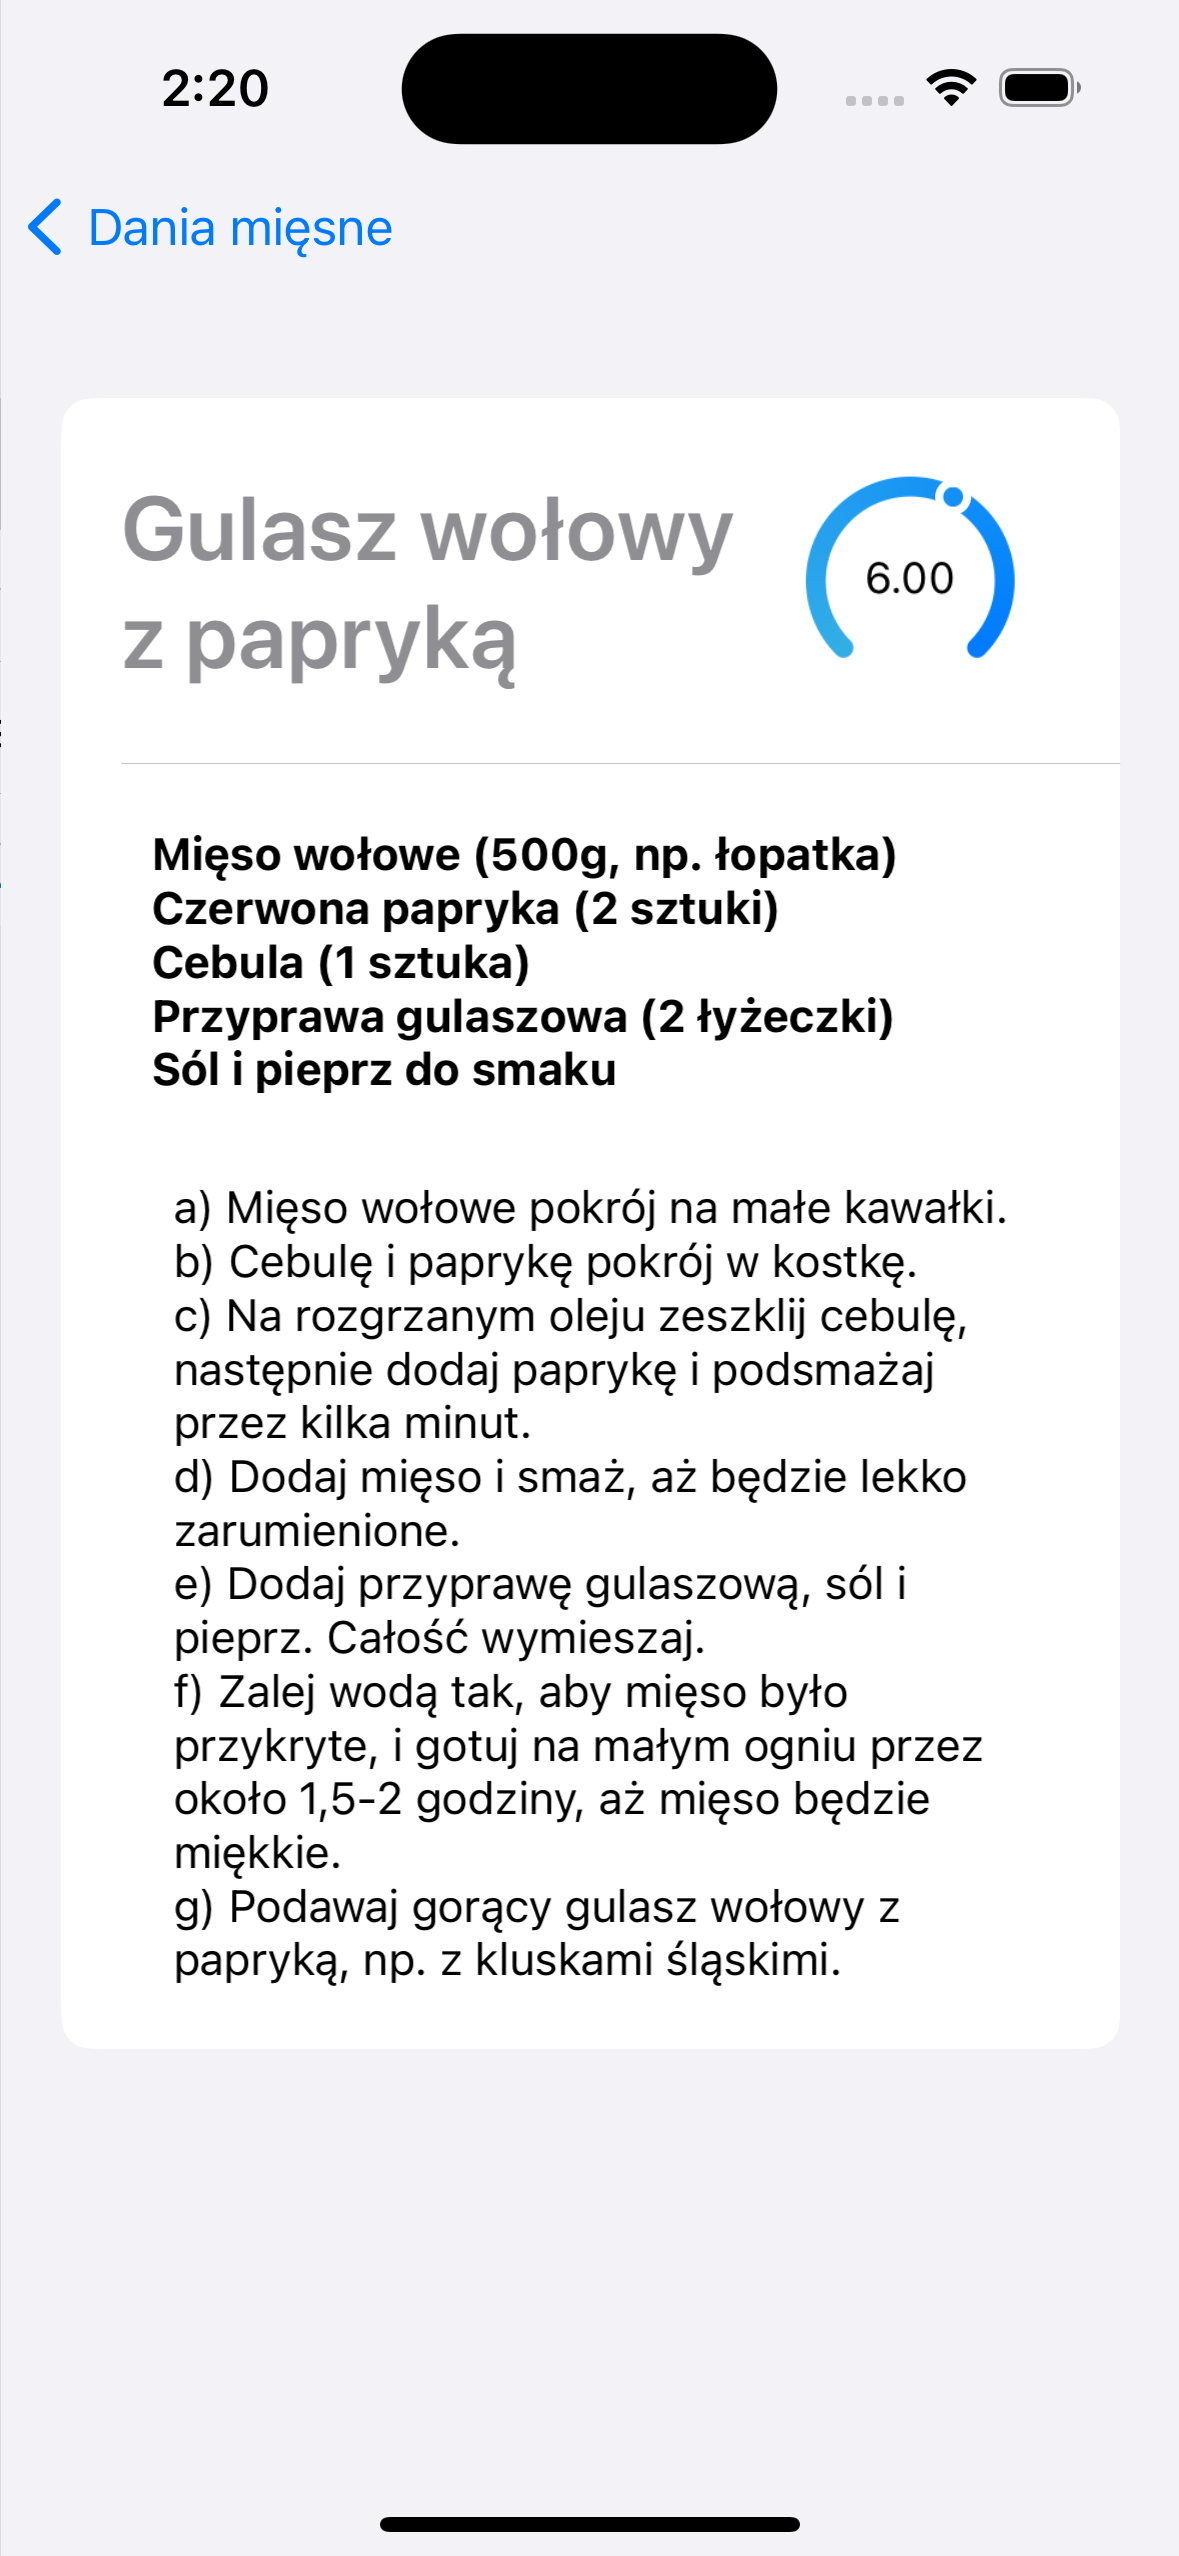 2:20
Dania mięsne
Gulasz wołowy
z papryką
6.00
Mięso wołowe (500g, np. łopatka)
Czerwona papryka (2 sztuki)
Cebula (1 sztuka)
Przyprawa gulaszowa (2 łyżeczki)
Sól i pieprz do smaku
a) Mięso wołowe pokrój na małe kawałki.
b) Cebulę i paprykę pokrój w kostkę.
c) Na rozgrzanym oleju zeszklij cebulę,
następnie dodaj paprykę i podsmażaj
przez kilka minut.
d) Dodaj mięso i smaż, aż będzie lekko
zarumienione.
e) Dodaj przyprawę gulaszową, sól i
pieprz. Całość wymieszaj.
f) Zalej wodą tak, aby mięso było
przykryte, i gotuj na małym ogniu przez
około 1,5-2 godziny, aż mięso będzie
miękkie.
g) Podawaj gorący gulasz wołowy z
papryką, np. z kluskami śląskimi.